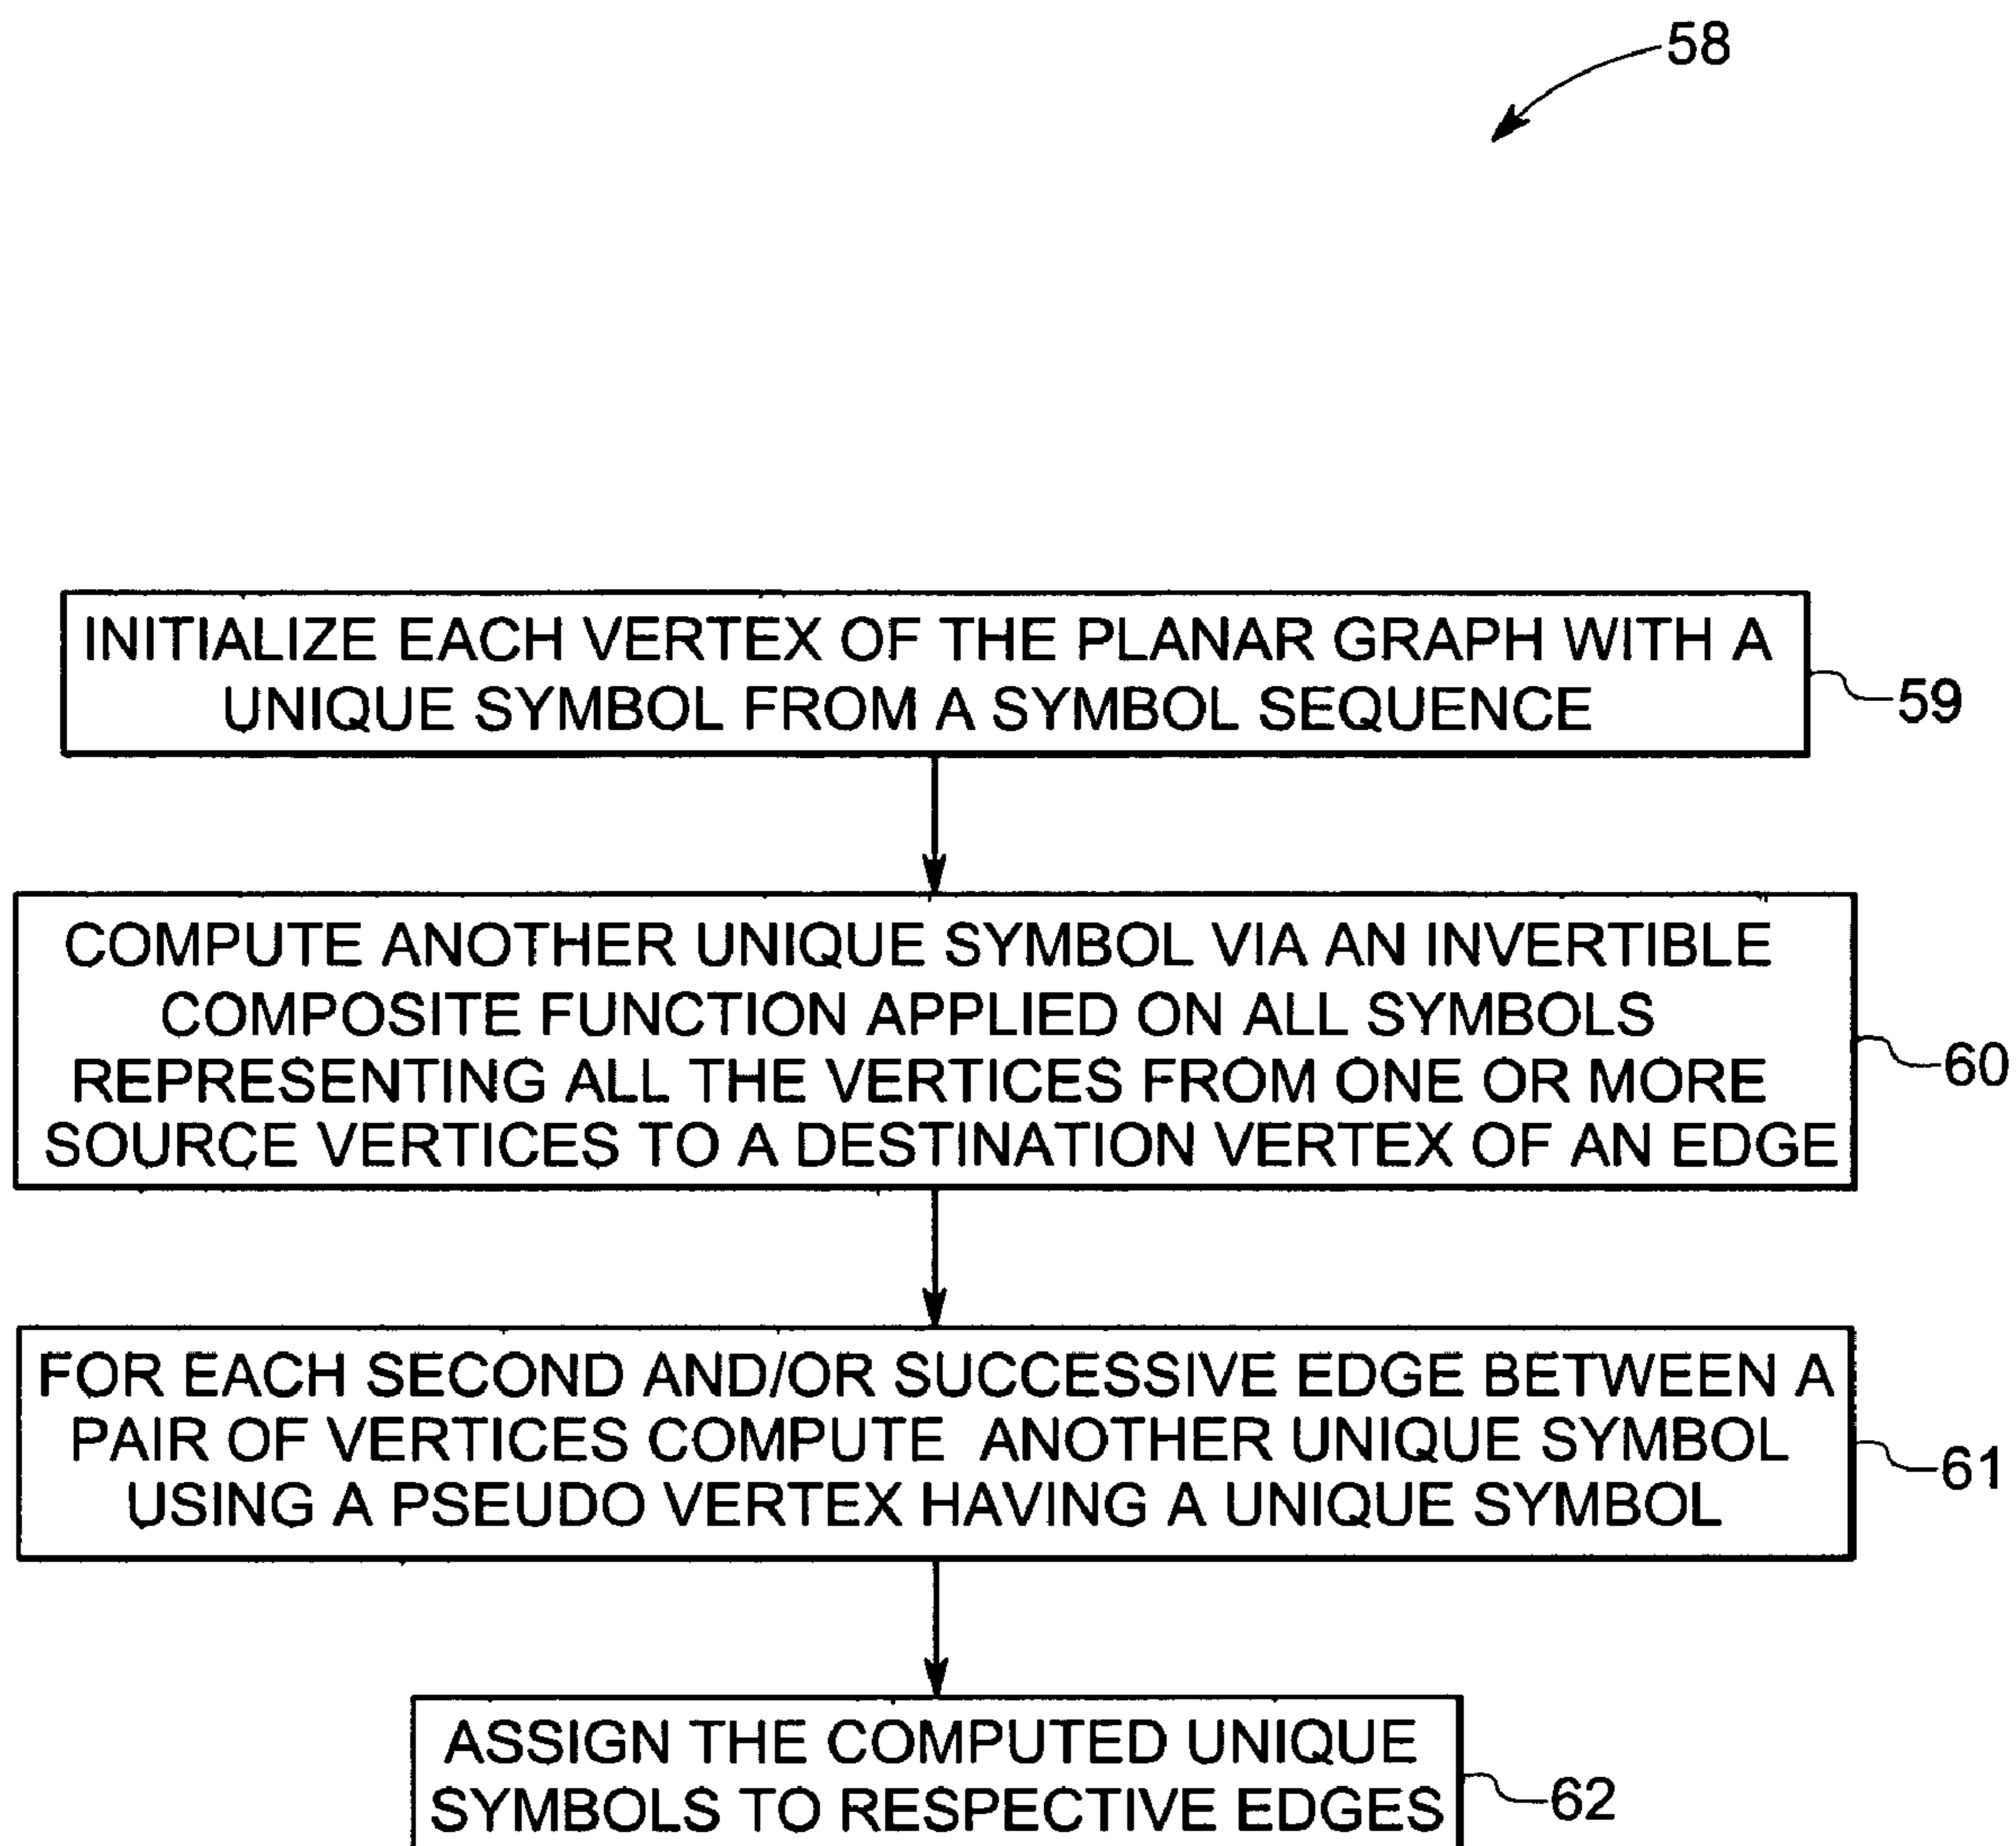 58
INITIALIZE EACH VERTEX OF THE PLANAR GRAPH WITH A
UNIQUE SYMBOL FROM A SYMBOL SEQUENCE
59
COMPUTE ANOTHER UNIQUE SYMBOL VIA AN INVERTIBLE
COMPOSITE FUNCTION APPLIED ON ALL SYMBOLS
REPRESENTING ALL THE VERTICES FROM ONE OR MORE
SOURCE VERTICES TO A DESTINATION VERTEX OF AN EDGE
60
FOR EACH SECOND AND/OR SUCCESSIVE EDGE BETWEEN A
PAIR OF VERTICES COMPUTE ANOTHER UNIQUE SYMBOL
USING A PSEUDO VERTEX HAVING A UNIQUE SYMBOL
61
ASSIGN THE COMPUTED UNIQUE
SYMBOLS TO RESPECTIVE EDGES
62